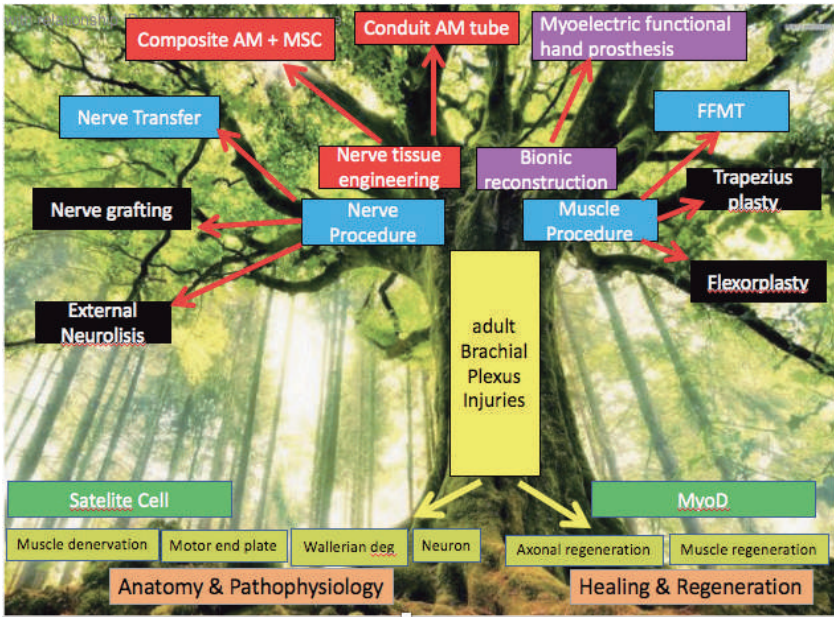 Composite AM + MSC
Conduit AM tube
Myoelectric functional
hand prosthesis
Nerve Transfer
FFMT
Nerve tissue
engineering
Bionic
reconstruction
Nerve grafting
Nerve
Procedure
Muscle
Procedure
Trapezius
plasty
External
Neurolisis
Flexorplasty
adult
Brachial
Plexus
Injuries
Satelite Cell
MyoD
Muscle denervation
Motor end plate
Wallerian deg
Neuron
Axonal regeneration
Muscle regeneration
Anatomy & Pathophysiology
Healing & Regeneration